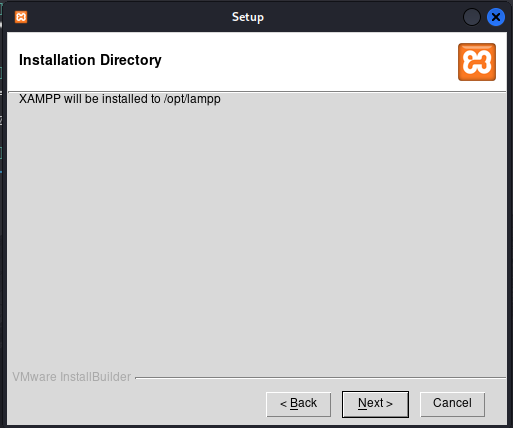 Setup
Installation Directory
XAMPP will be installed to /opt/lampp
VMware InstallBuilder
< Back
Next >
Cancel